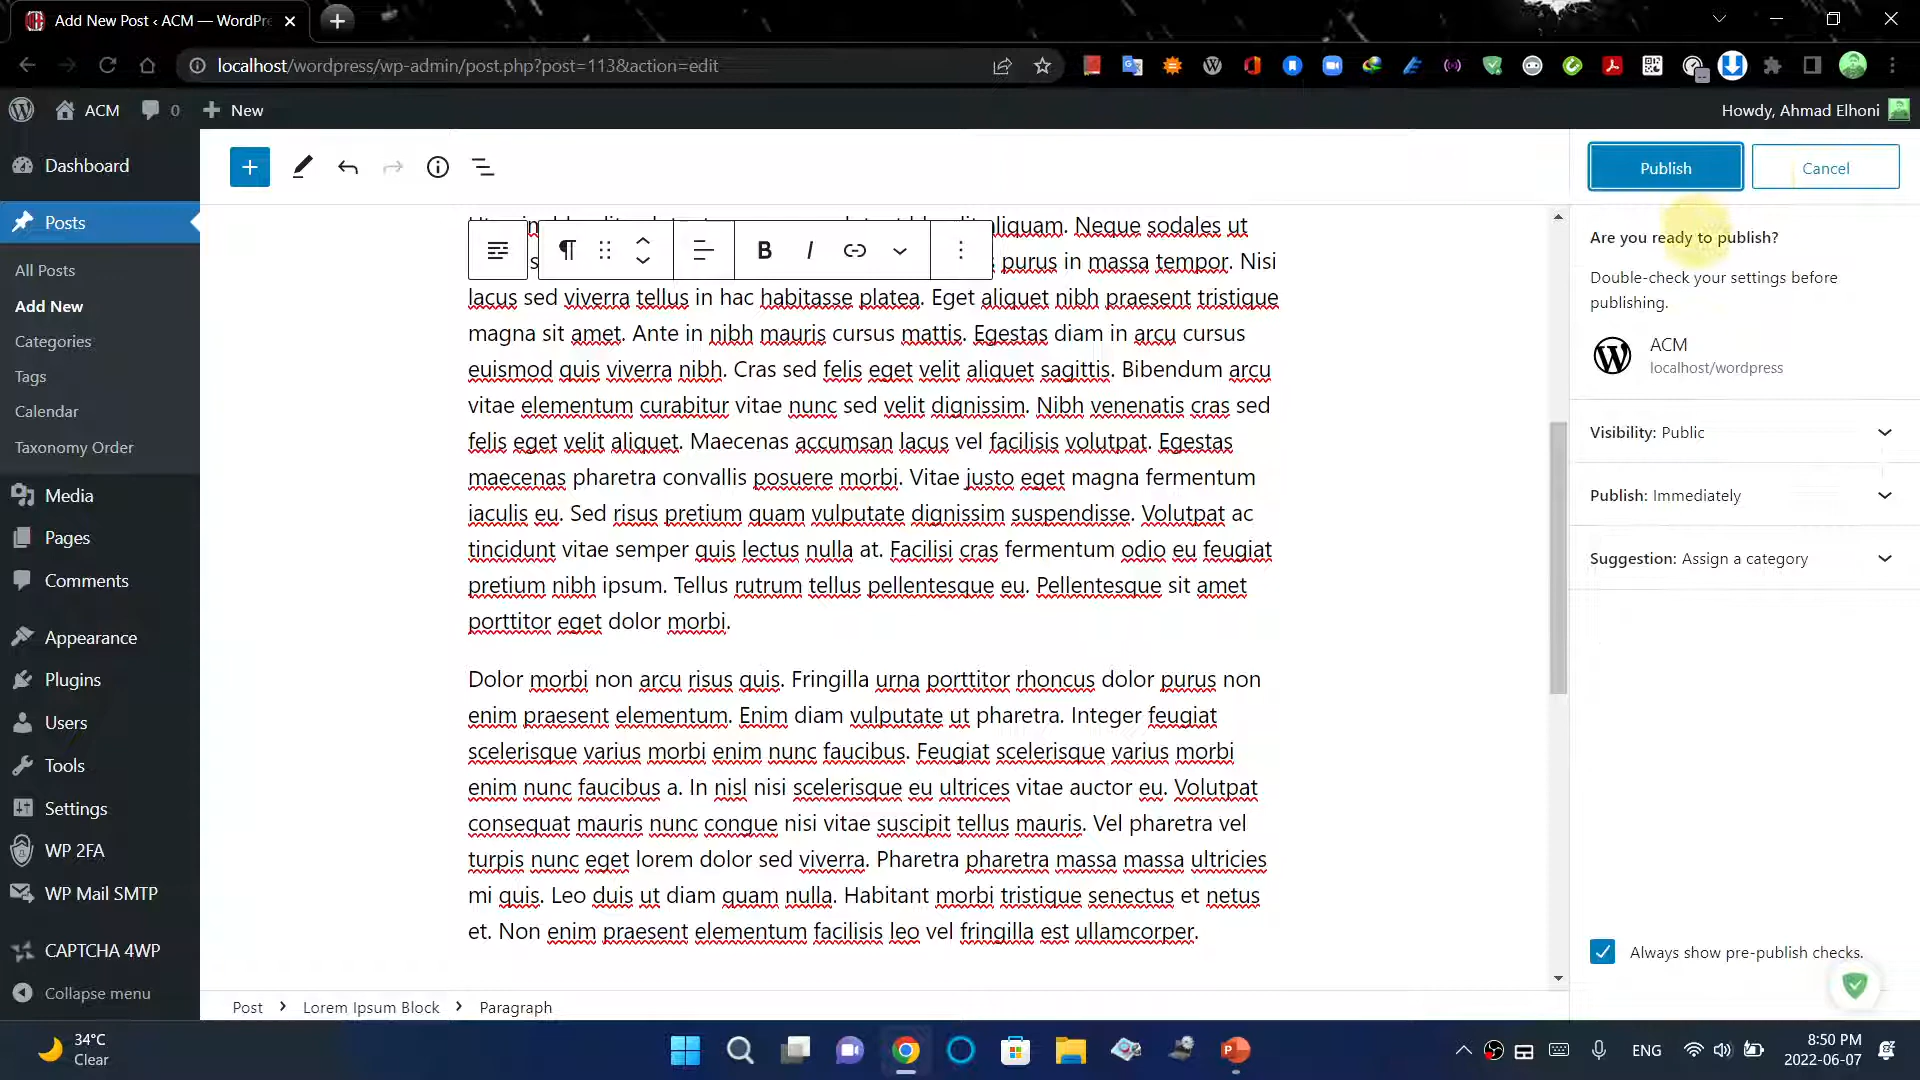 Add New Post ‹ ACM — WordPre
localhost/wordpress/wp-admin/post.php?post=113&action=edit
ACM
0
New
Howdy, Ahmad Elhoni
Dashboard
Posts
All Posts
Add New
Categories
Tags
Calendar
Taxonomy Order
Media
Pages
Comments
Appearance
Plugins
Users
Tools
Settings
WP 2FA
WP Mail SMTP
CAPTCHA 4WP
Collapse menu
B I
aliquam. Neque sodales ut
s purus in massa tempor. Nisi
lacus sed viverra tellus in hac habitasse platea. Eget aliquet nibh praesent tristique
magna sit amet. Ante in nibh mauris cursus mattis. Egestas diam in arcu cursus
euismod quis viverra nibh. Cras sed felis eget velit aliquet sagittis. Bibendum arcu
vitae elementum curabitur vitae nunc sed velit dignissim. Nibh venenatis cras sed
felis eget velit aliquet. Maecenas accumsan lacus vel facilisis volutpat. Egestas
maecenas pharetra convallis posuere morbi. Vitae justo eget magna fermentum
iaculis eu. Sed risus pretium quam vulputate dignissim suspendisse. Volutpat ac
tincidunt vitae semper quis lectus nulla at. Facilisi cras fermentum odio eu feugiat
pretium nibh ipsum. Tellus rutrum tellus pellentesque eu. Pellentesque sit amet
porttitor eget dolor morbi.
Dolor morbi non arcu risus quis. Fringilla urna porttitor rhoncus dolor purus non
enim praesent elementum. Enim diam vulputate ut pharetra. Integer feugiat
scelerisque varius morbi enim nunc faucibus. Feugiat scelerisque varius morbi
enim nunc faucibus a. In nisl nisi scelerisque eu ultrices vitae auctor eu. Volutpat
consequat mauris nunc congue nisi vitae suscipit tellus mauris. Vel pharetra vel
turpis nunc eget lorem dolor sed viverra. Pharetra pharetra massa massa ultricies
mi quis. Leo duis ut diam quam nulla. Habitant morbi tristique senectus et netus
et. Non enim praesent elementum facilisis leo vel fringilla est ullamcorper.
Post › Lorem Ipsum Block › Paragraph
Publish
Cancel
Are you ready to publish?
Double-check your settings before
publishing.
ACM
localhost/wordpress
Visibility: Public
Publish: Immediately
Suggestion: Assign a category
Always show pre-publish checks.
34°C
Clear
ENG
8:50 PM
2022-06-07